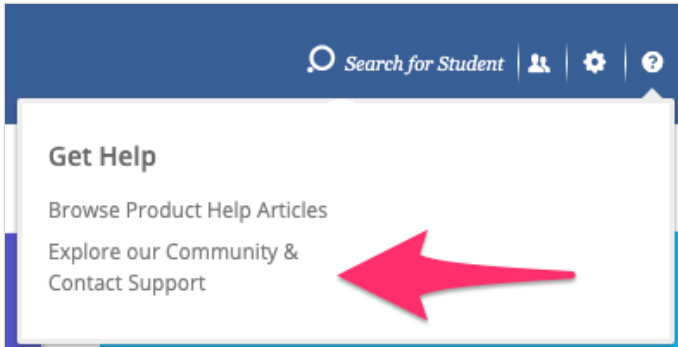 Search for Student
Get Help
Browse Product Help Articles
Explore our Community &
Contact Support